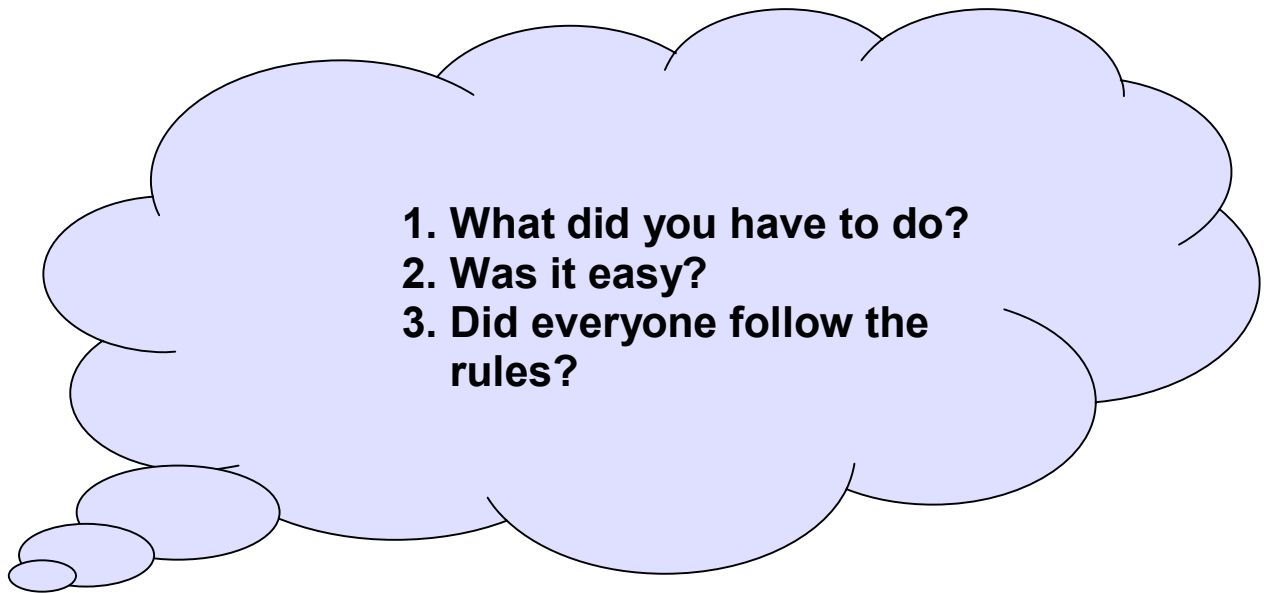 1. What did you have to do?
2. Was it easy?
3. Did everyone follow the
rules?